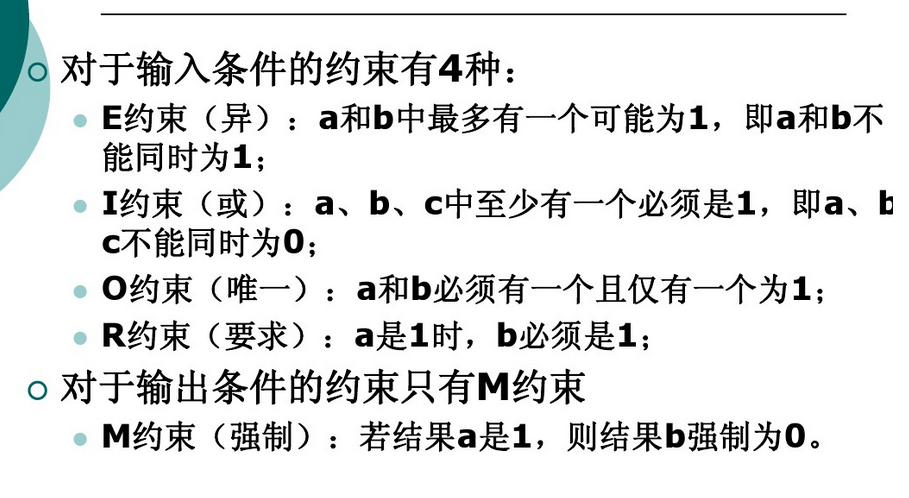 对于输入条件的约束有4种：
E约束（异）：a和b中最多有一个可能为1，即a和b不
能同时为1；
I约束（或）：a、b、c中至少有一个必须是1，即a、b
c不能同时为0；
O约束（唯一）：a和b必须有一个且仅有一个为1；
R约束（要求）：a是1时，b必须是1；
对于输出条件的约束只有M约束
M约束（强制）：若结果a是1，则结果b强制为0。